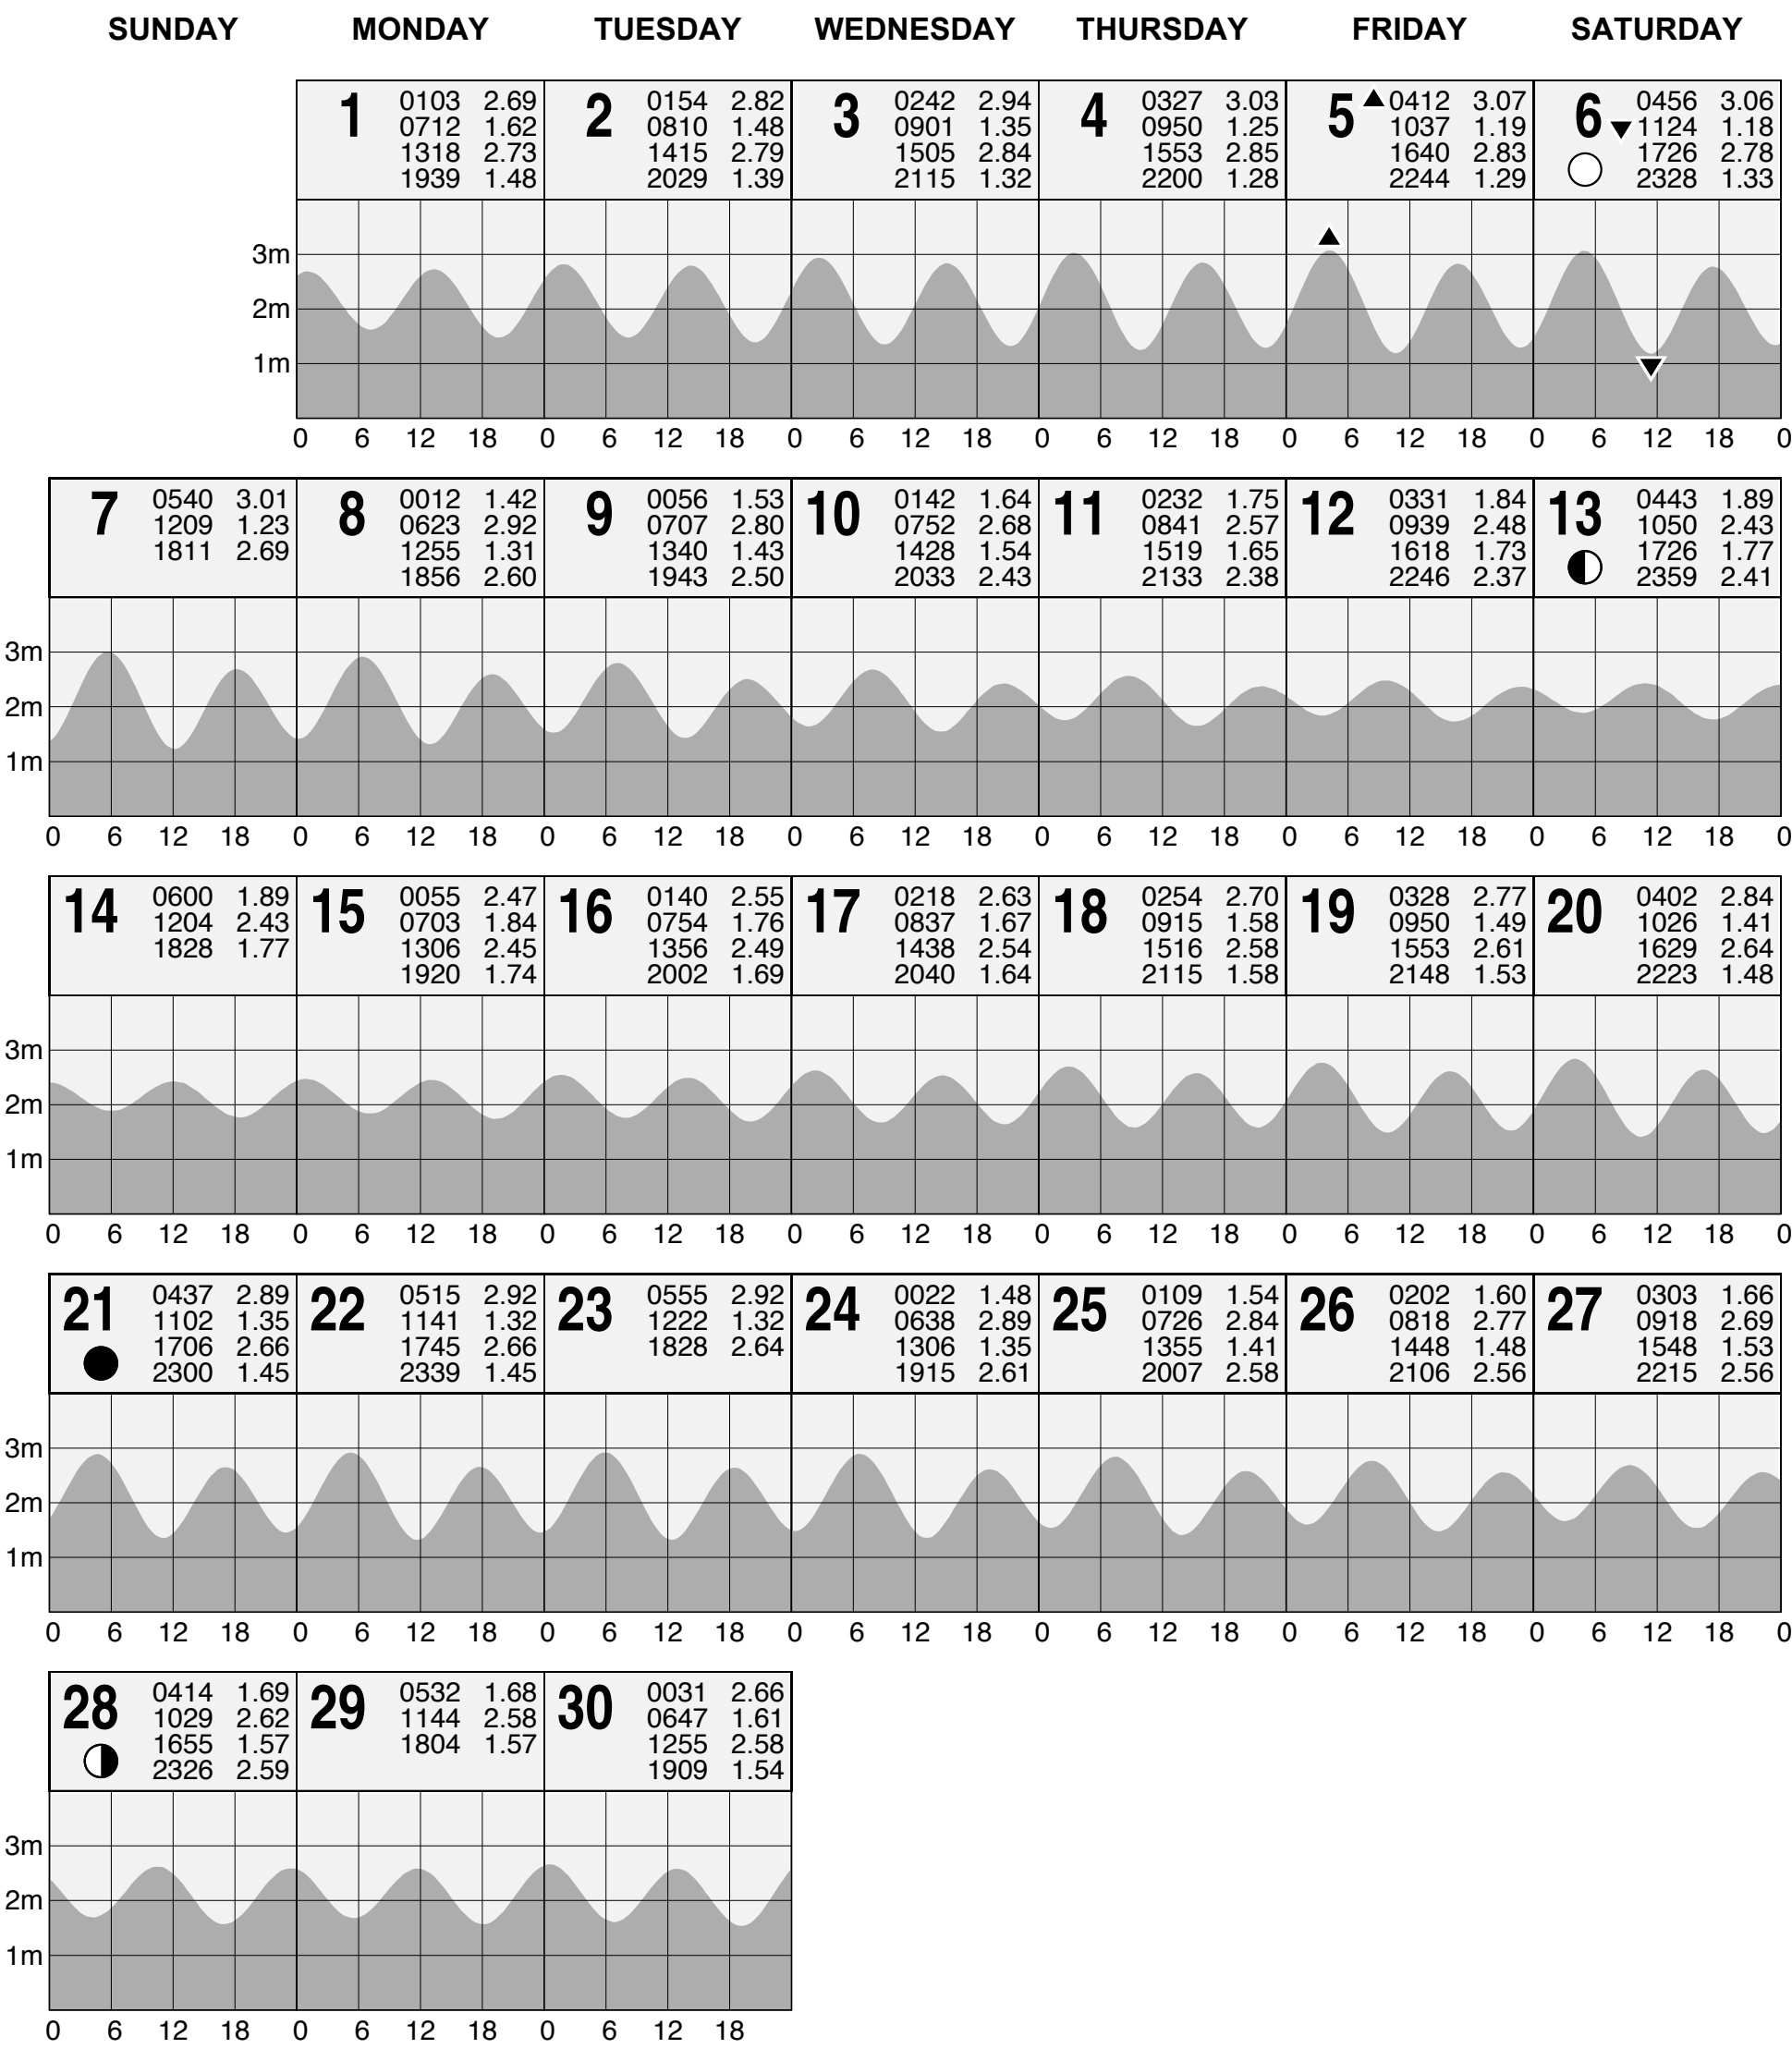 SUNDAY MONDAY TUESDAY WEDNESDAY THURSDAY FRIDAY SATURDAY
1 0103 2.69
0712 1.62
1318 2.73
1939 1.48
2 0154 2.82
0810 1.48
1415 2.79
2029 1.39
3 0242 2.94
0901 1.35
1505 2.84
2115 1.32
4 0327 3.03
0950 1.25
1553 2.85
2200 1.28
5 0412 3.07
1037 1.19
1640 2.83
2244 1.29
6 0456 3.06
1124 1.18
1726 2.78
2328 1.33
3m
2m
1m
0 6 12 18 0 6 12 18 0 6 12 18 0 6 12 18 0 6 12 18 0 6 12 18 0
7 0540 3.01
1209 1.23
1811 2.69
8 0012 1.42
0623 2.92
1255 1.31
1856 2.60
9 0056 1.53
0707 2.80
1340 1.43
1943 2.50
10 0142 1.64
0752 2.68
1428 1.54
2033 2.43
11 0232 1.75
0841 2.57
1519 1.65
2133 2.38
12 0331 1.84
0939 2.48
1618 1.73
2246 2.37
13 0443 1.89
1050 2.43
1726 1.77
2359 2.41
3m
2m
1m
0 6 12 18 0 6 12 18 0 6 12 18 0 6 12 18 0 6 12 18 0 6 12 18 0 6 12 18 0
14 0600 1.89
1204 2.43
1828 1.77
15 0055 2.47
0703 1.84
1306 2.45
1920 1.74
16 0140 2.55
0754 1.76
1356 2.49
2002 1.69
17 0218 2.63
0837 1.67
1438 2.54
2040 1.64
18 0254 2.70
0915 1.58
1516 2.58
2115 1.58
19 0328 2.77
0950 1.49
1553 2.61
2148 1.53
20 0402 2.84
1026 1.41
1629 2.64
2223 1.48
3m
2m
1m
0 6 12 18 0 6 12 18 0 6 12 18 0 6 12 18 0 6 12 18 0 6 12 18 0 6 12 18 0
21 0437 2.89
1102 1.35
1706 2.66
2300 1.45
22 0515 2.92
1141 1.32
1745 2.66
2339 1.45
23 0555 2.92
1222 1.32
1828 2.64
24 0022 1.48
0638 2.89
1306 1.35
1915 2.61
25 0109 1.54
0726 2.84
1355 1.41
2007 2.58
26 0202 1.60
0818 2.77
1448 1.48
2106 2.56
27 0303 1.66
0918 2.69
1548 1.53
2215 2.56
3m
2m
1m
0 6 12 18 0 6 12 18 0 6 12 18 0 6 12 18 0 6 12 18 0 6 12 18 0 6 12 18 0
28 0414 1.69
1029 2.62
1655 1.57
2326 2.59
29 0532 1.68
1144 2.58
1804 1.57
30 0031 2.66
0647 1.61
1255 2.58
1909 1.54
3m
2m
1m
0 6 12 18 0 6 12 18 0 6 12 18